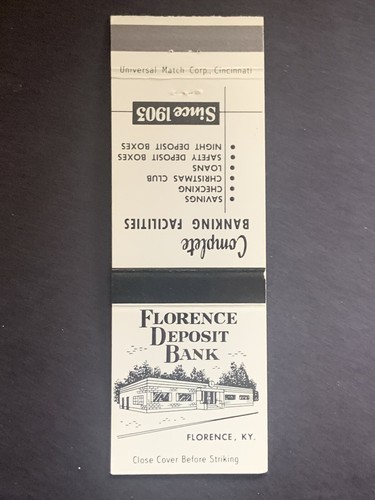 Universal Match Corp., Cincinnati
Complete
BANKING FACILITIES
• SAVINGS
• CHECKING
• CHRISTMAS CLUB
• LOANS
• SAFETY DEPOSIT BOXES
• NIGHT DEPOSIT BOXES
Since 1903
FLORENCE
DEPOSIT
BANK
FLORENCE, KY.
Close Cover Before Striking